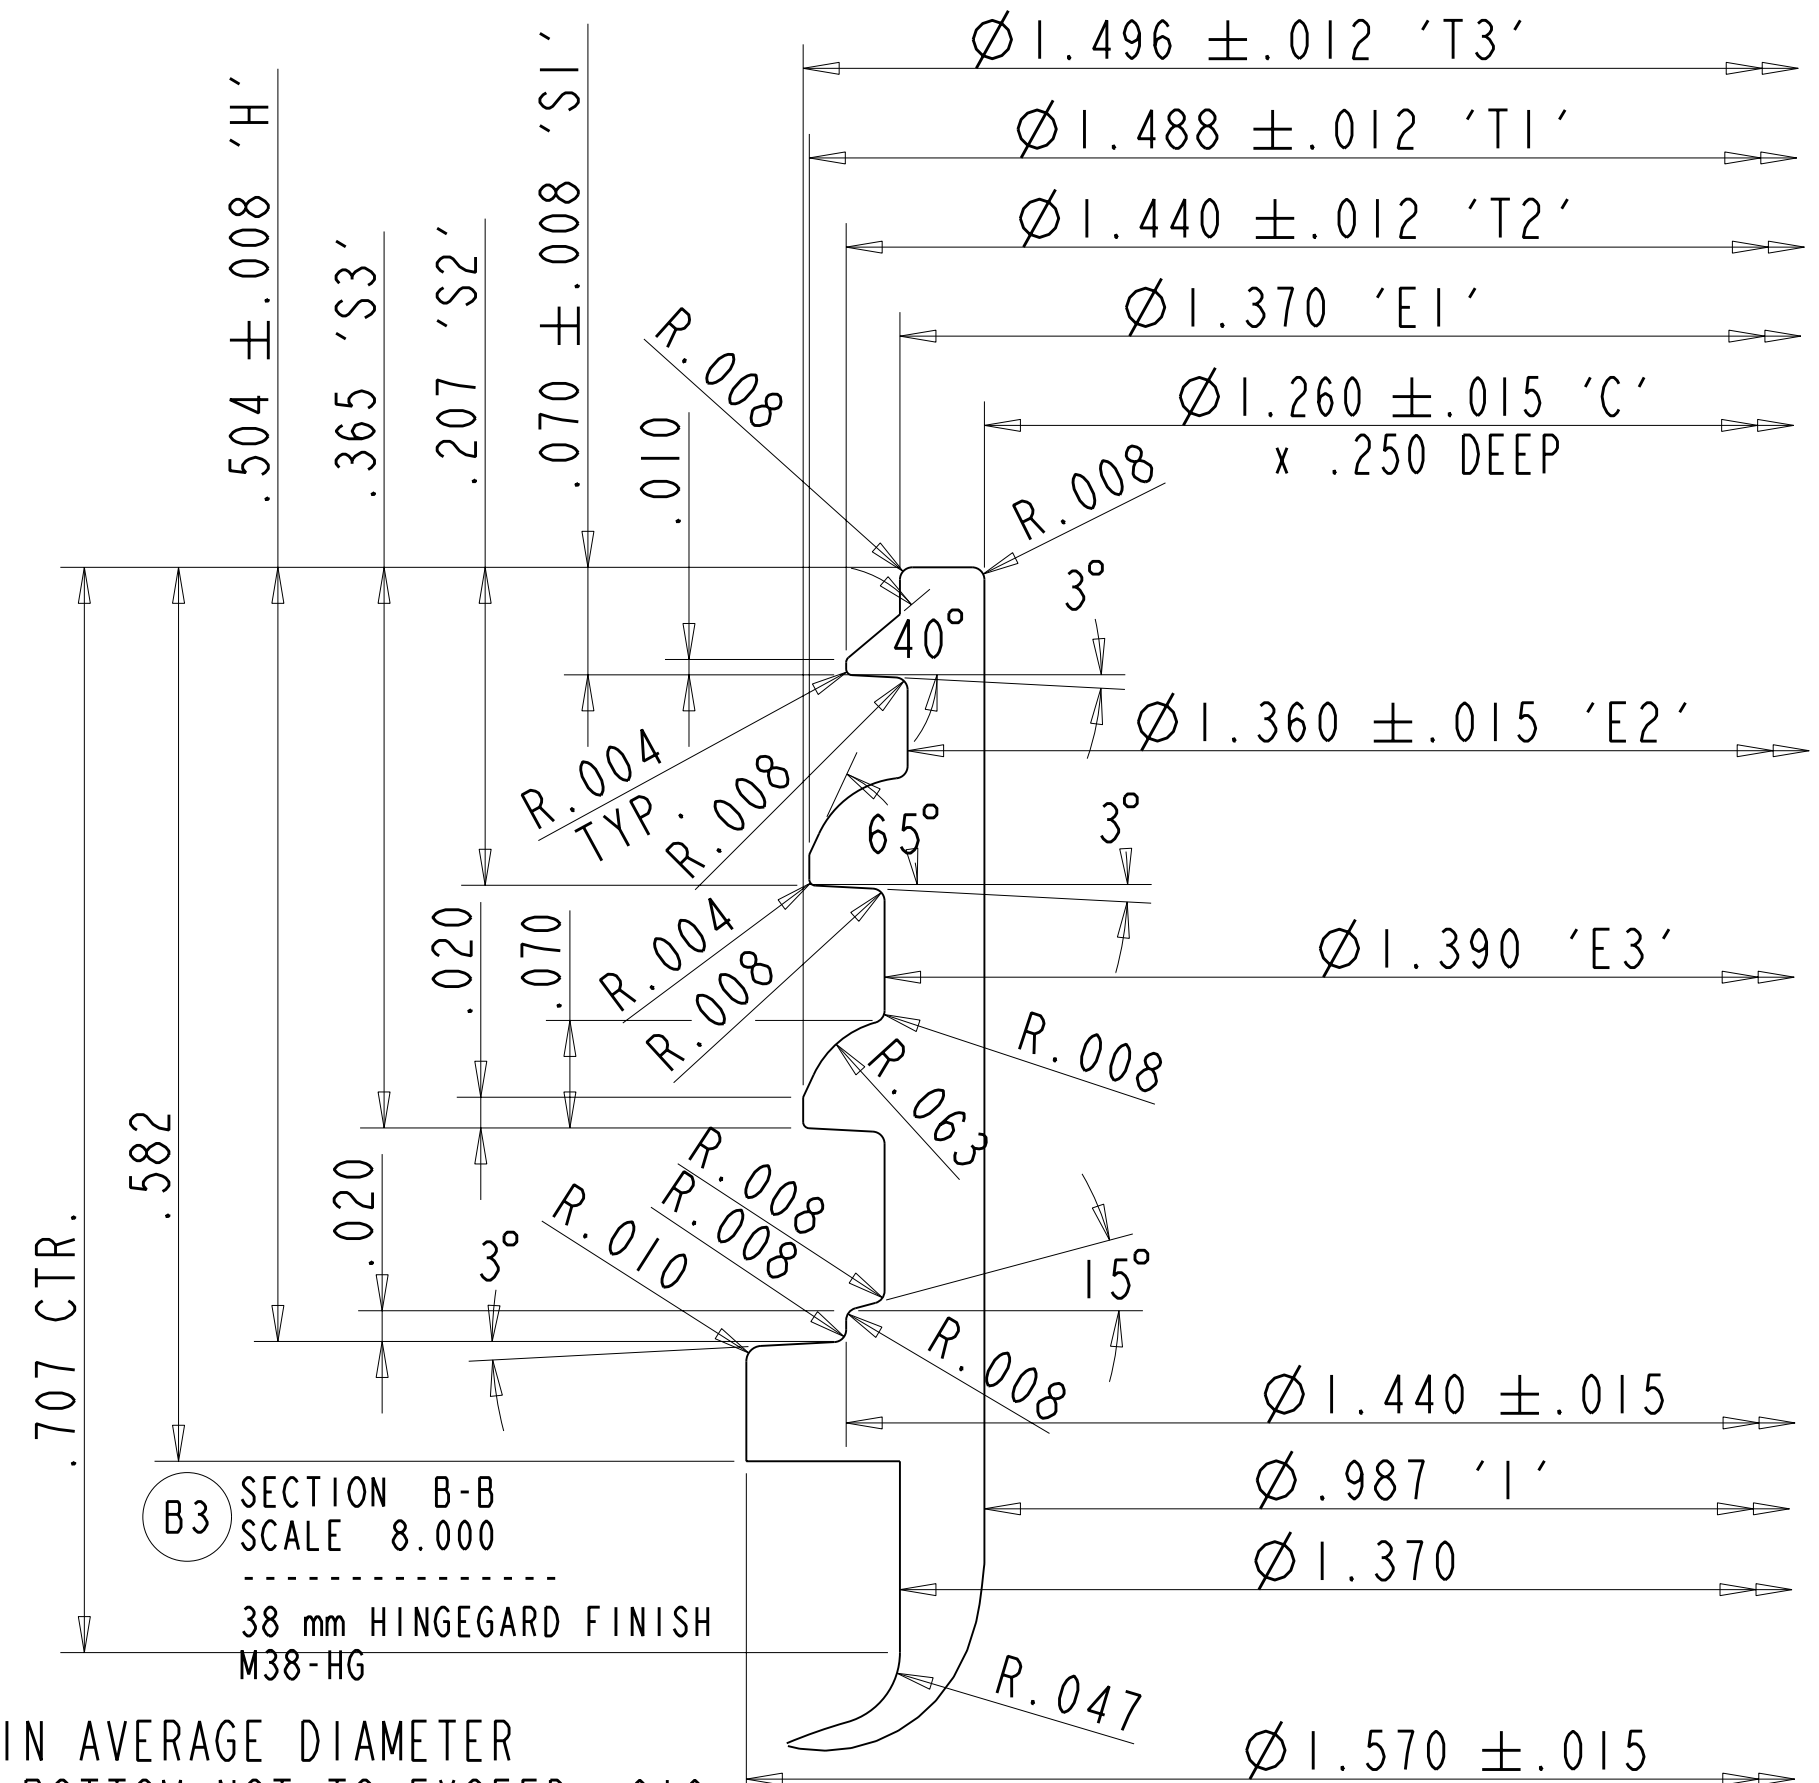 Ø1.496 ±.012 'T3'
Ø1.488 ±.012 'T1'
Ø1.440 ±.012 'T2'
Ø1.370 'E1'
Ø1.260 ±.015 'C'
x .250 DEEP
.504 ±.008 'H'
.365 'S3'
.207 'S2'
.070 ±.008 'S1'
.010
R.008
R.008
3°
40°
Ø1.360 ±.015 'E2'
R.004
TYP.
R.008
65°
3°
R.004
R.008
Ø1.390 'E3'
.020
.070
R.008
R.063
.582
.707 CTR.
.020
3°
R.008
R.008
R.010
15°
R.008
Ø1.440 ±.015
Ø.987 'I'
Ø1.370
B3
SECTION B-B
SCALE 8.000
---------------
38 mm HINGEGARD FINISH
M38-HG
R.047
IN AVERAGE DIAMETER
Ø1.570 ±.015
BOTTOM NOT TO EXCEED